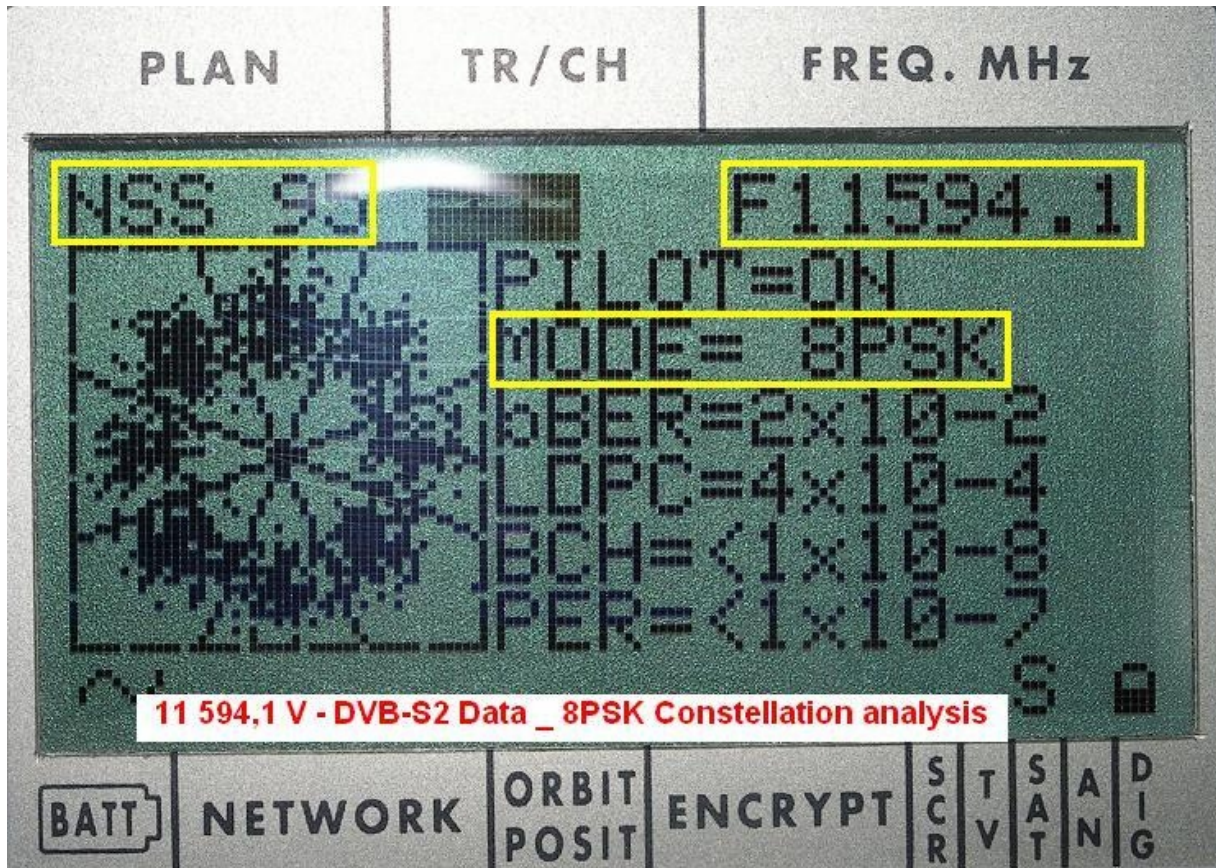 PLAN TR/CH FREQ. MHz
NSS 95 F11594.1
PILOT=ON
MODE= 8PSK
bBER=2x10-2
LDPC=4x10-4
BCH=<1x10-8
PER=<1x10-7
S
11 594,1 V - DVB-S2 Data _ 8PSK Constellation analysis
BATT NETWORK ORBIT POSIT ENCRYPT SCR TV SAT AN DIG